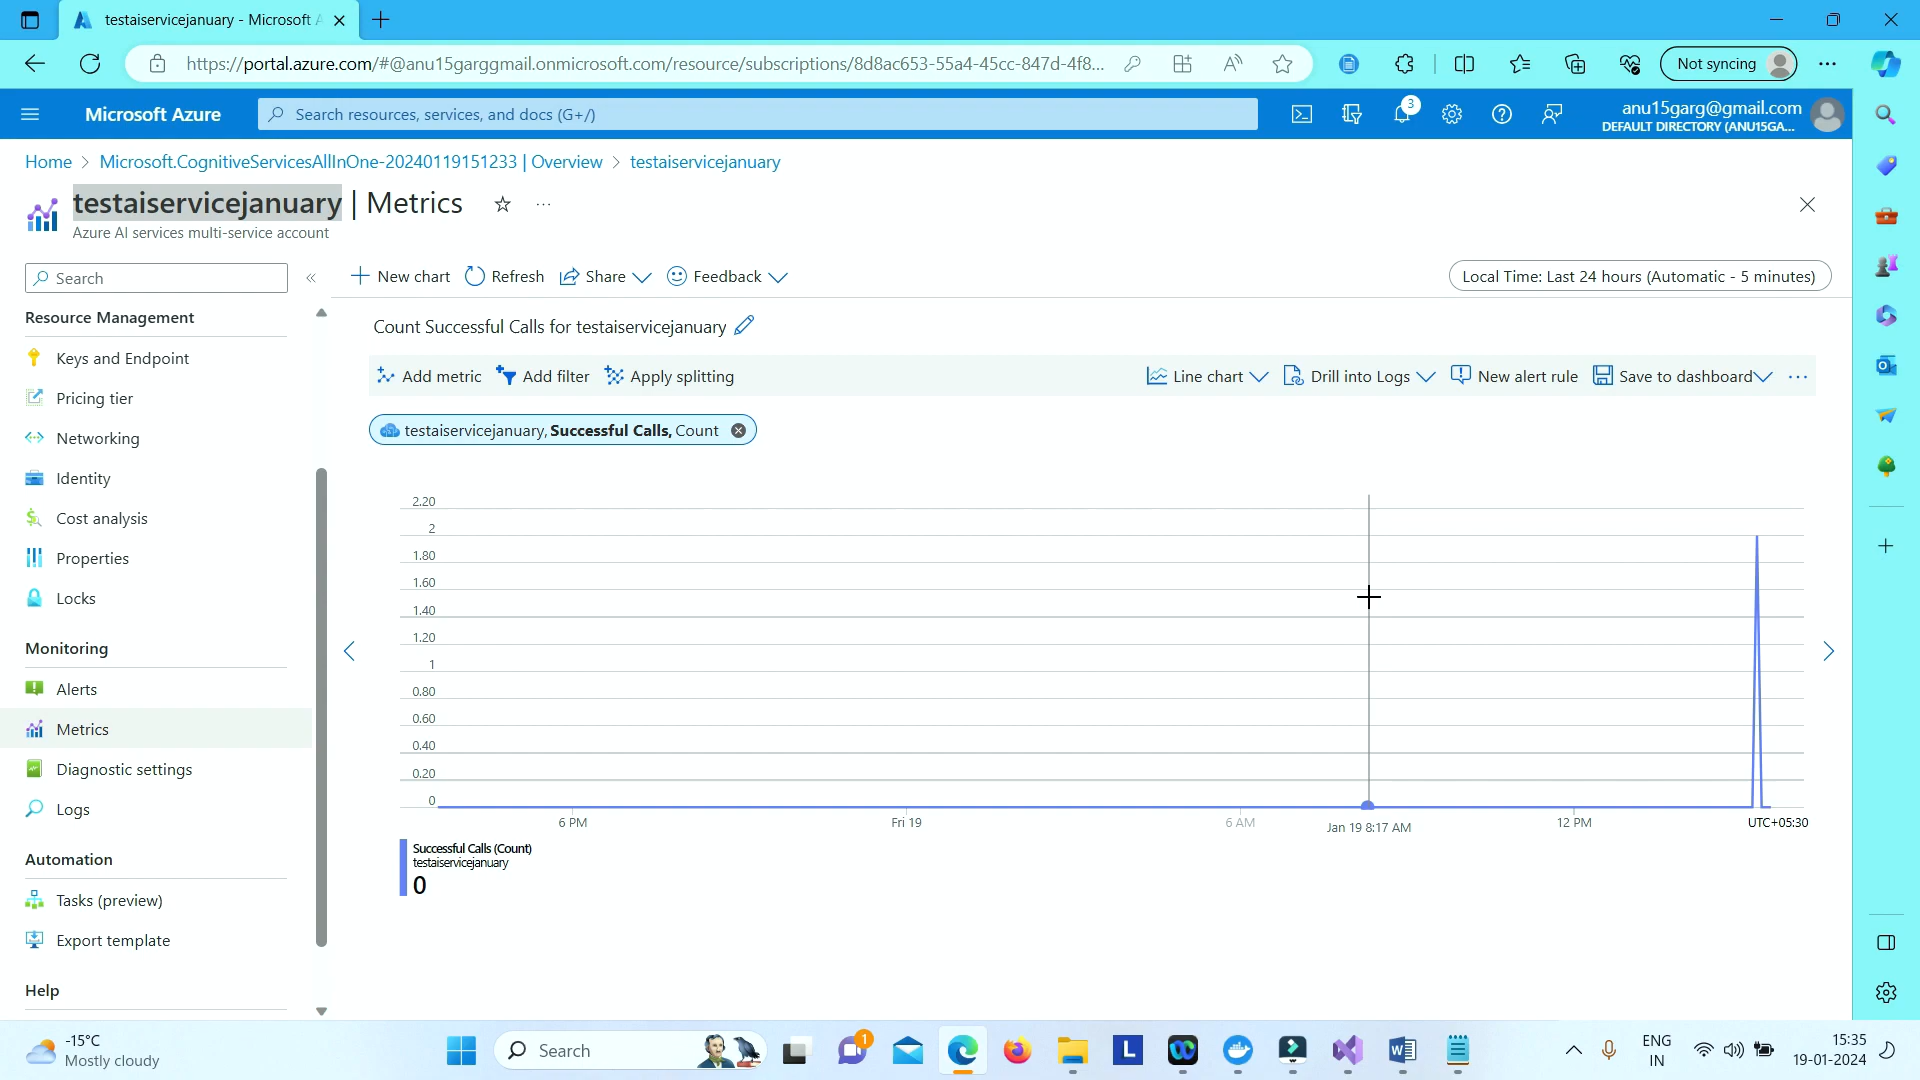 testaiservicejanuary - Microsoft A
https://portal.azure.com/#@anu15garggmail.onmicrosoft.com/resource/subscriptions/8d8ac653-55a4-45cc-847d-4f8...
Not syncing
Microsoft Azure
Search resources, services, and docs (G+/)
3
anu15garg@gmail.com
DEFAULT DIRECTORY (ANU15GA...
Home > Microsoft.CognitiveServicesAllInOne-20240119151233 | Overview > testaiservicejanuary
testaiservicejanuary | Metrics
Azure AI services multi-service account
Search
New chart
Refresh
Share
Feedback
Local Time: Last 24 hours (Automatic - 5 minutes)
Resource Management
Keys and Endpoint
Pricing tier
Networking
Identity
Cost analysis
Properties
Locks
Monitoring
Alerts
Metrics
Diagnostic settings
Logs
Automation
Tasks (preview)
Export template
Help
Count Successful Calls for testaiservicejanuary
Add metric
Add filter
Apply splitting
Line chart
Drill into Logs
New alert rule
Save to dashboard
testaiservicejanuary, Successful Calls, Count
2.20
2
1.80
1.60
1.40
1.20
1
0.80
0.60
0.40
0.20
0
6 PM
Fri 19
6 AM
Jan 19 8:17 AM
12 PM
UTC+05:30
Successful Calls (Count)
testaiservicejanuary
0
-15°C
Mostly cloudy
Search
1
L
ENG
IN
15:35
19-01-2024